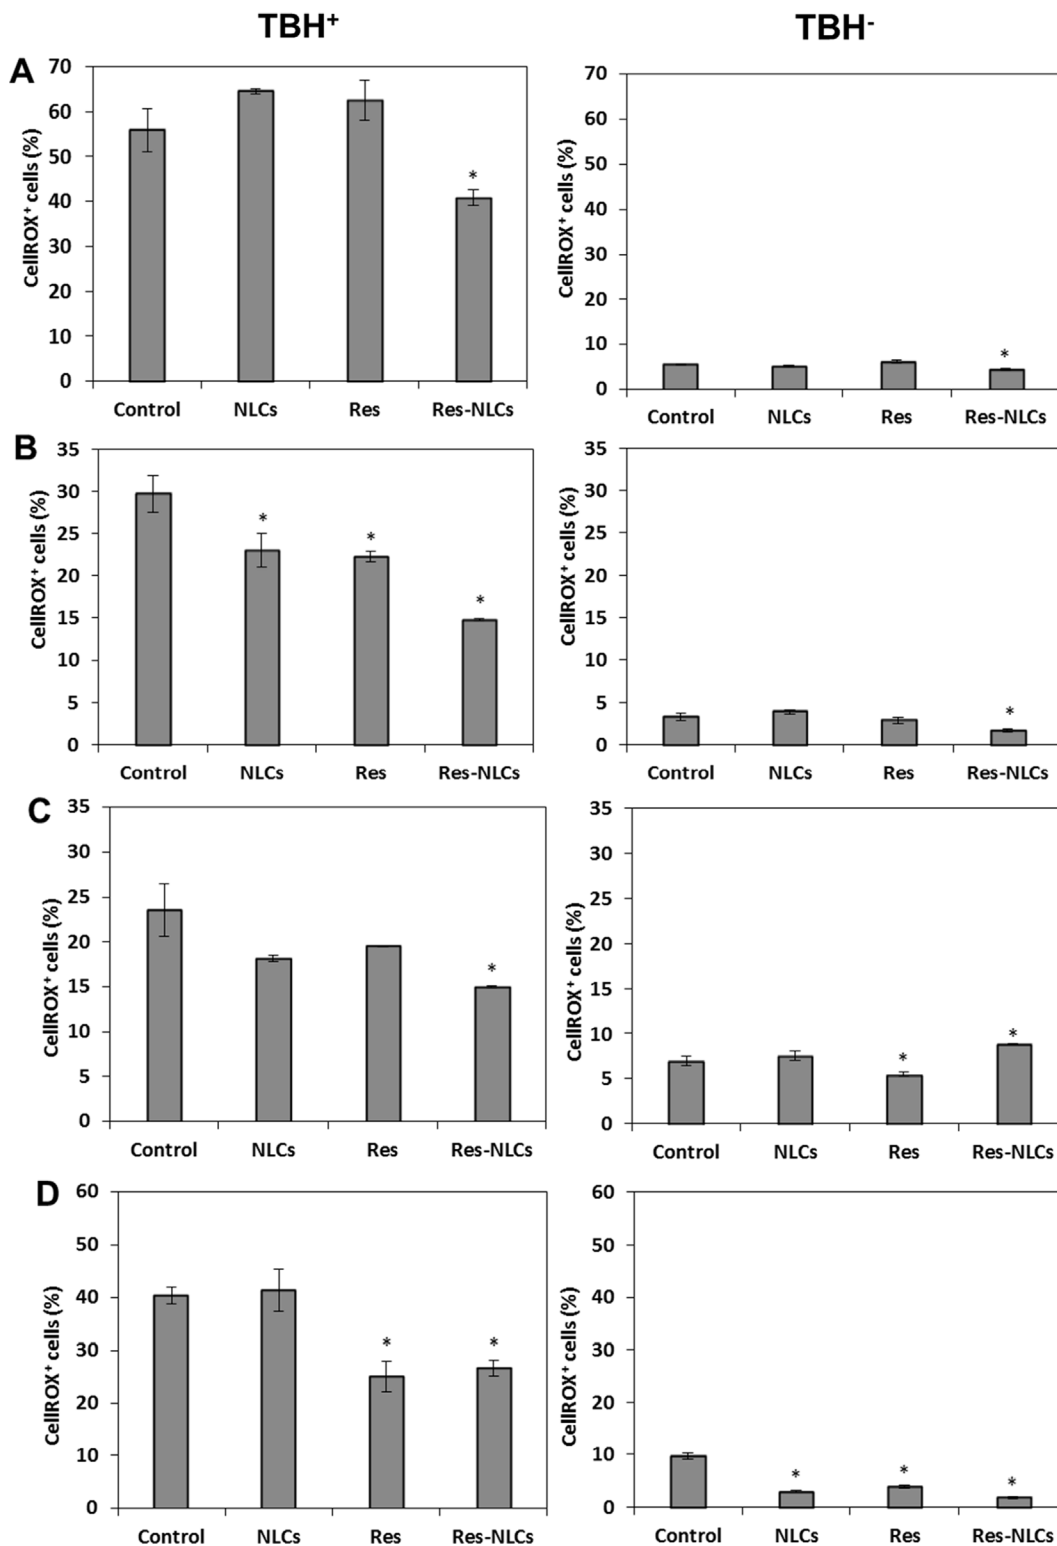 TBH⁺ TBH⁻
A
CellROX⁺ cells (%)
70
60
50
40
30
20
10
0
*
Control NLCs Res Res-NLCs
CellROX⁺ cells (%)
70
60
50
40
30
20
10
0
*
Control NLCs Res Res-NLCs
B
CellROX⁺ cells (%)
35
30
25
20
15
10
5
0
* * *
Control NLCs Res Res-NLCs
CellROX⁺ cells (%)
35
30
25
20
15
10
5
0
*
Control NLCs Res Res-NLCs
C
CellROX⁺ cells (%)
35
30
25
20
15
10
5
0
*
Control NLCs Res Res-NLCs
CellROX⁺ cells (%)
35
30
25
20
15
10
5
0
* *
Control NLCs Res Res-NLCs
D
CellROX⁺ cells (%)
60
50
40
30
20
10
0
* *
Control NLCs Res Res-NLCs
CellROX⁺ cells (%)
60
50
40
30
20
10
0
* * *
Control NLCs Res Res-NLCs